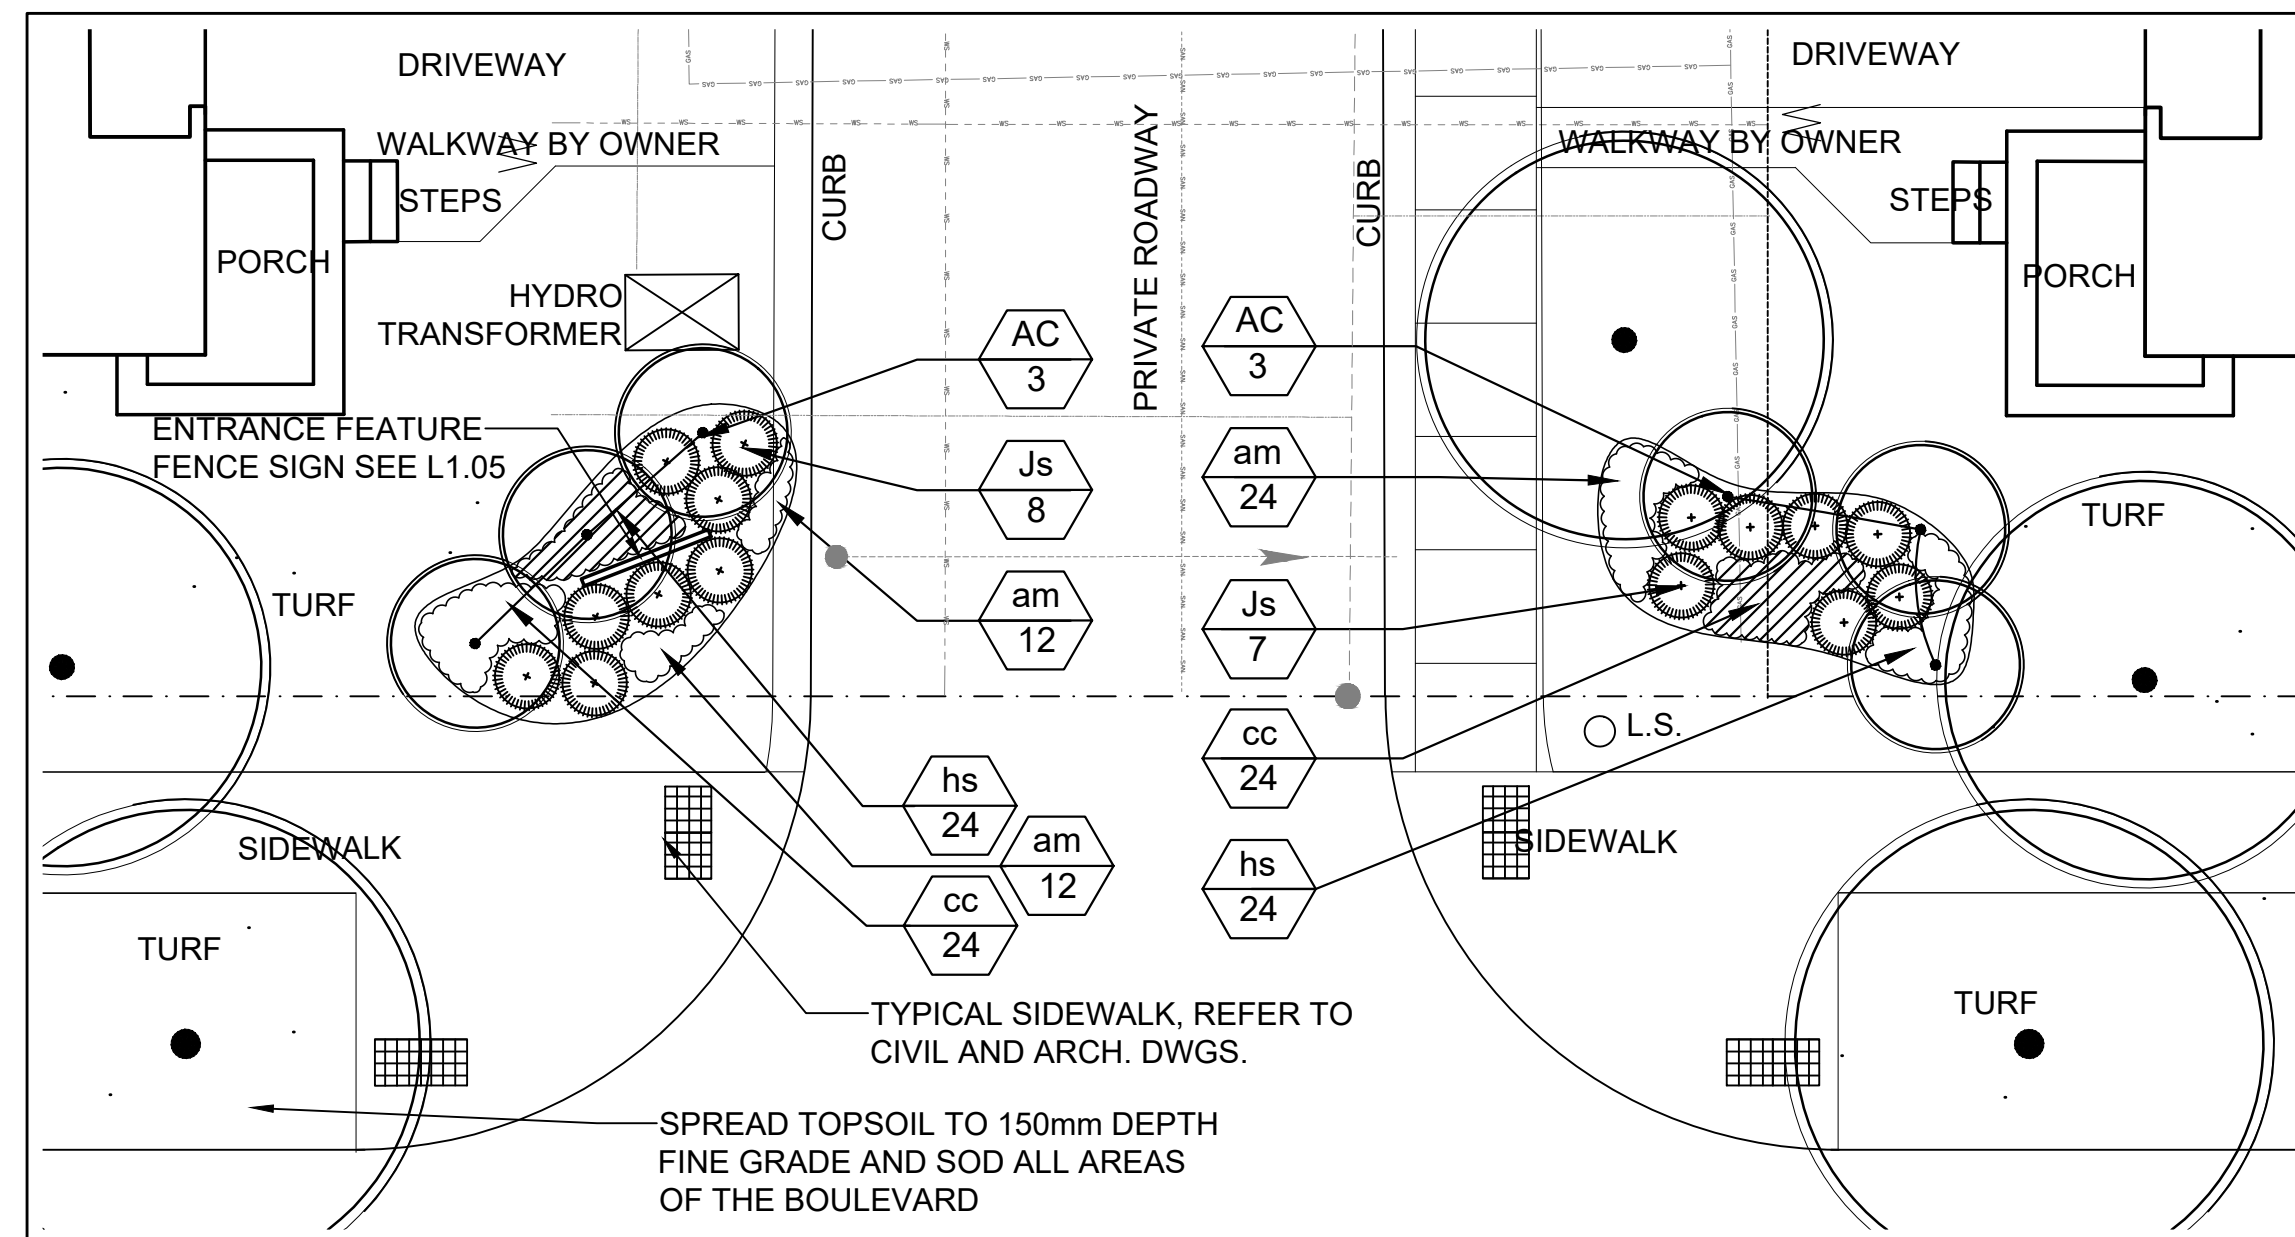 DRIVEWAY
WALKWAY BY OWNER
STEPS
PORCH
HYDRO
TRANSFORMER
ENTRANCE FEATURE
FENCE SIGN SEE L1.05
TURF
SIDEWALK
TURF
CURB
PRIVATE ROADWAY
CURB
AC
3
Js
8
am
12
hs
24
am
12
cc
24
AC
3
am
24
Js
7
cc
24
hs
24
DRIVEWAY
WALKWAY BY OWNER
STEPS
PORCH
TURF
L.S.
SIDEWALK
TURF
TYPICAL SIDEWALK, REFER TO
CIVIL AND ARCH. DWGS.
SPREAD TOPSOIL TO 150mm DEPTH
FINE GRADE AND SOD ALL AREAS
OF THE BOULEVARD
GAS
WS
SAN